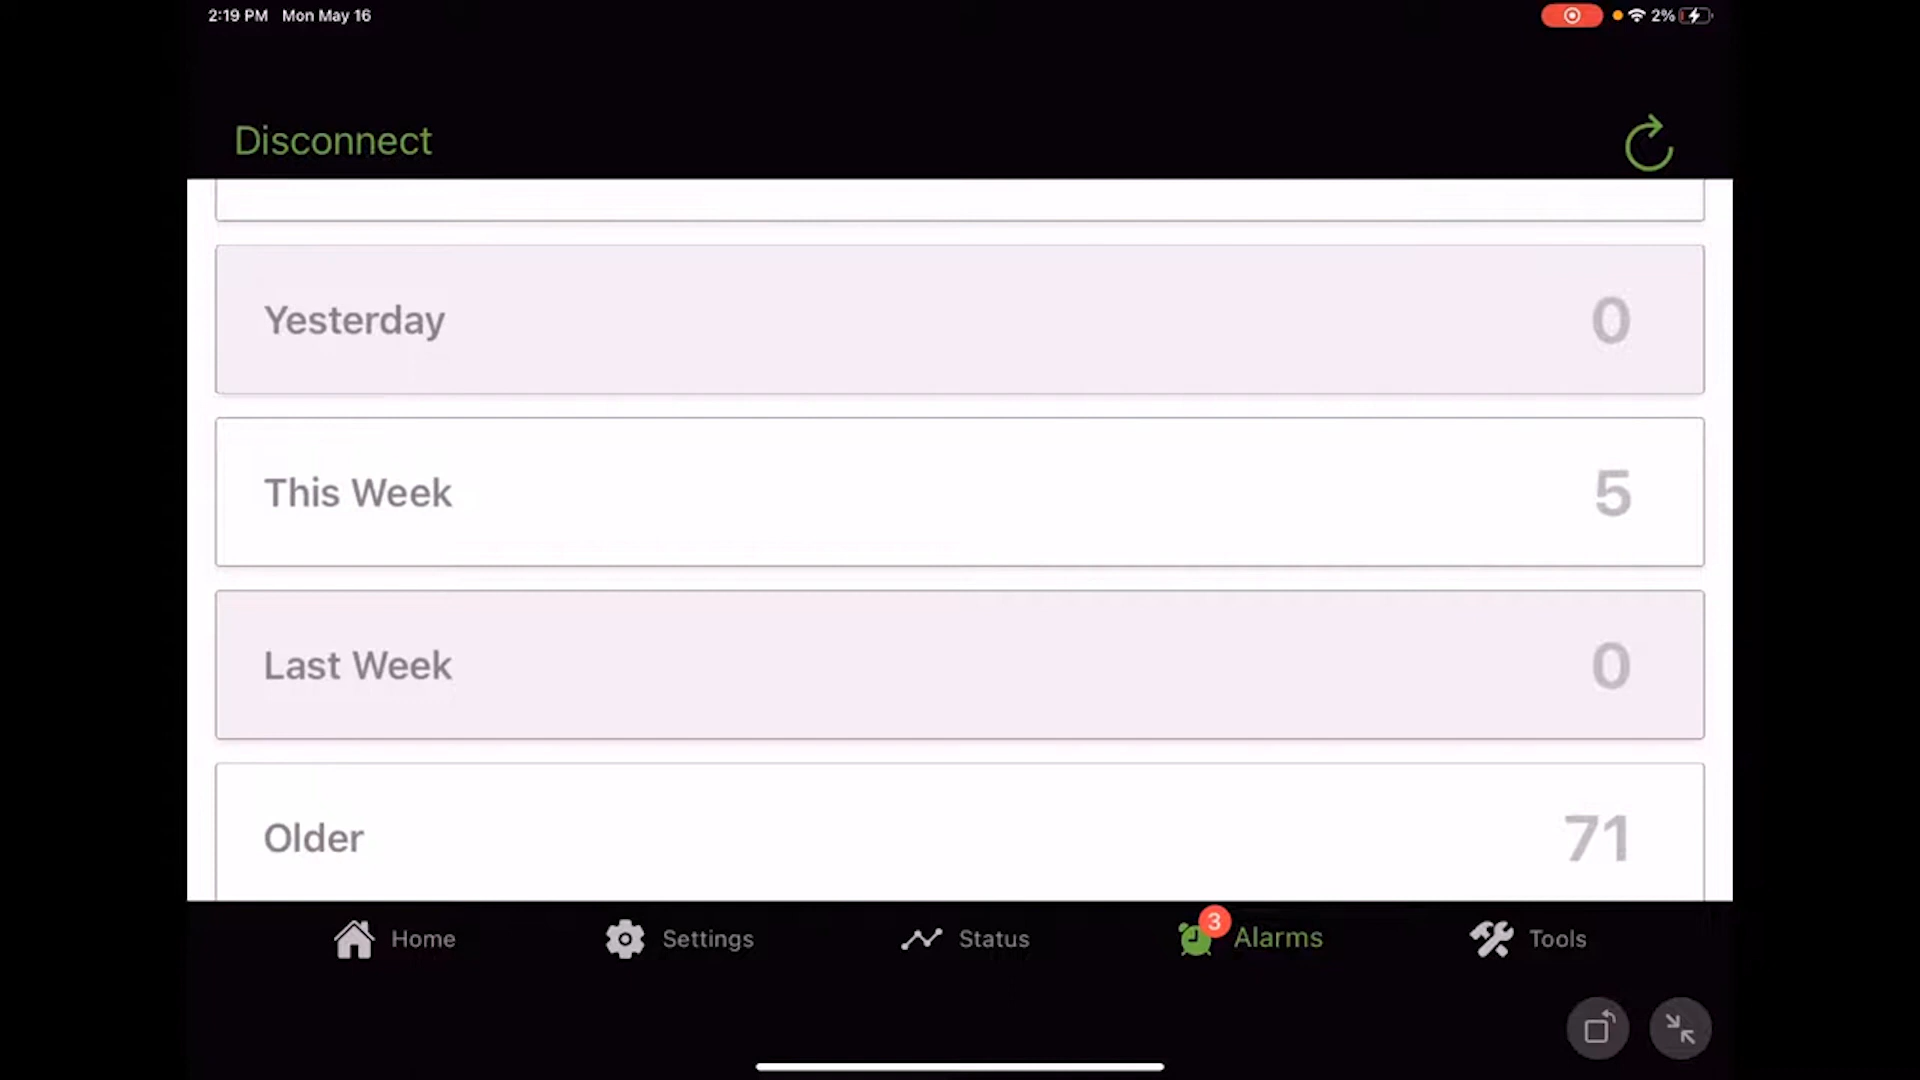 2:19 PM Mon May 16
2%
Disconnect
Yesterday 0
This Week 5
Last Week 0
Older 71
Home Settings Status 3 Alarms Tools